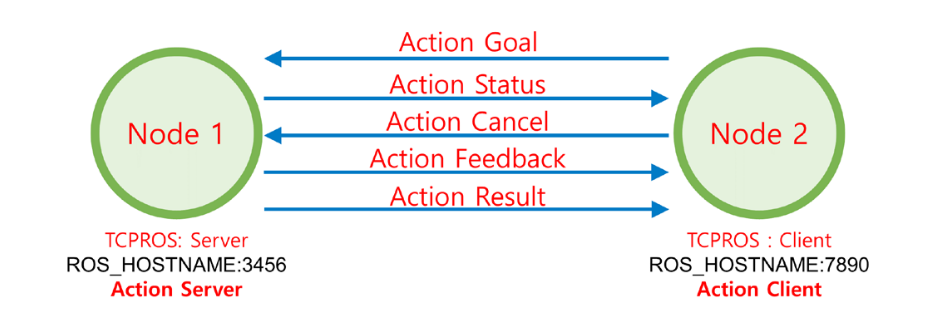 Action Goal
Action Status
Action Cancel
Action Feedback
Action Result
Node 1
Node 2
TCPROS: Server
ROS_HOSTNAME:3456
Action Server
TCPROS : Client
ROS_HOSTNAME:7890
Action Client